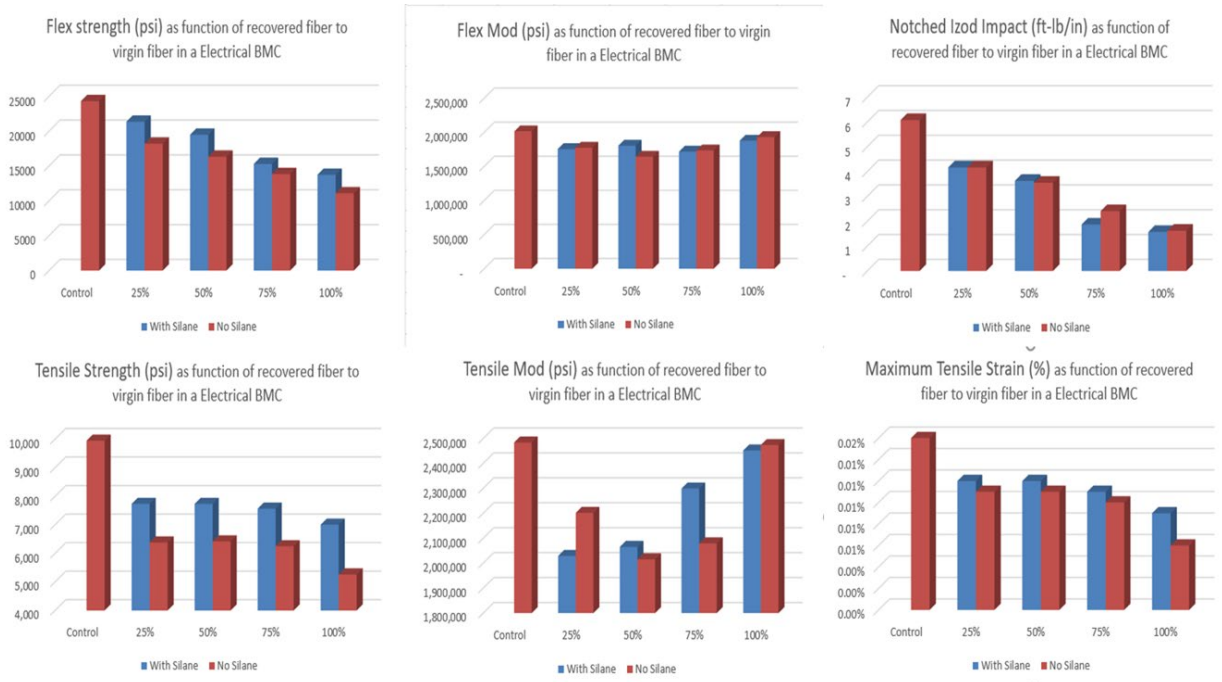 Flex strength (psi) as function of recovered fiber to
virgin fiber in a Electrical BMC
25000
20000
15000
10000
5000
0
Control 25% 50% 75% 100%
With Silane No Silane
Flex Mod (psi) as function of recovered fiber to virgin
fiber in a Electrical BMC
2,500,000
2,000,000
1,500,000
1,000,000
500,000
-
Control 25% 50% 75% 100%
With Silane No Silane
Notched Izod Impact (ft-lb/in) as function of
recovered fiber to virgin fiber in a Electrical BMC
7
6
5
4
3
2
1
-
Control 25% 50% 75% 100%
With Silane No Silane
Tensile Strength (psi) as function of recovered fiber to
virgin fiber in a Electrical BMC
10,000
9,000
8,000
7,000
6,000
5,000
4,000
Control 25% 50% 75% 100%
With Silane No Silane
Tensile Mod (psi) as function of recovered fiber to
virgin fiber in a Electrical BMC
2,500,000
2,400,000
2,300,000
2,200,000
2,100,000
2,000,000
1,900,000
1,800,000
Control 25% 50% 75% 100%
With Silane No Silane
Maximum Tensile Strain (%) as function of recovered
fiber to virgin fiber in a Electrical BMC
0.02%
0.01%
0.01%
0.01%
0.01%
0.01%
0.00%
0.00%
0.00%
Control 25% 50% 75% 100%
With Silane No Silane